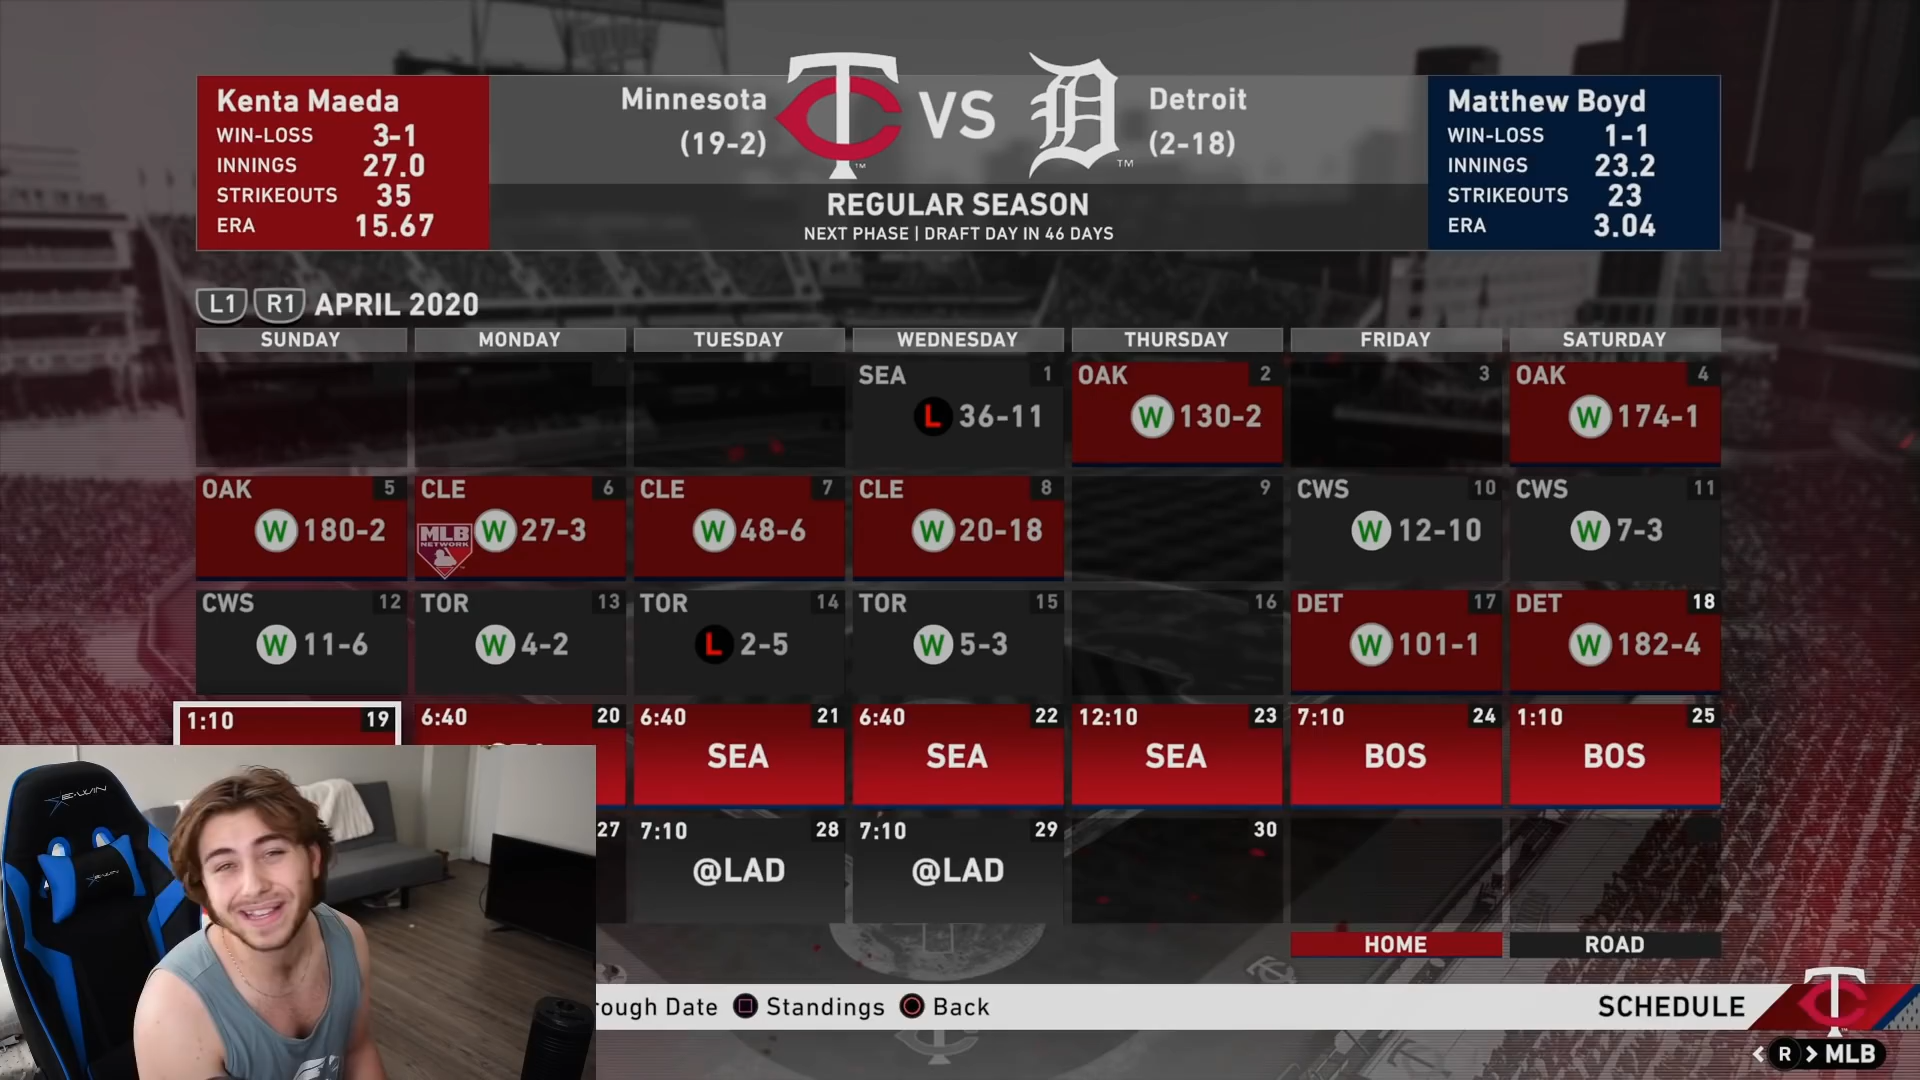 Kenta Maeda
WIN-LOSS 3-1
INNINGS 27.0
STRIKEOUTS 35
ERA 15.67
Minnesota
(19-2)
TC
VS
D
TM
Detroit
(2-18)
REGULAR SEASON
NEXT PHASE | DRAFT DAY IN 46 DAYS
Matthew Boyd
WIN-LOSS 1-1
INNINGS 23.2
STRIKEOUTS 23
ERA 3.04
L1 R1 APRIL 2020
SUNDAY MONDAY TUESDAY WEDNESDAY THURSDAY FRIDAY SATURDAY
SEA 1 OAK 2 3 OAK 4
L 36-11 W 130-2 W 174-1
OAK 5 CLE 6 CLE 7 CLE 8 9 CWS 10 CWS 11
W 180-2 MLB NETWORK W 27-3 W 48-6 W 20-18 W 12-10 W 7-3
CWS 12 TOR 13 TOR 14 TOR 15 16 DET 17 DET 18
W 11-6 W 4-2 L 2-5 W 5-3 W 101-1 W 182-4
1:10 19 6:40 20 6:40 21 6:40 22 12:10 23 7:10 24 1:10 25
SEA SEA SEA BOS BOS
27 7:10 28 7:10 29 30
@LAD @LAD
HOME ROAD
rough Date Standings Back
SCHEDULE
TC
< R > MLB